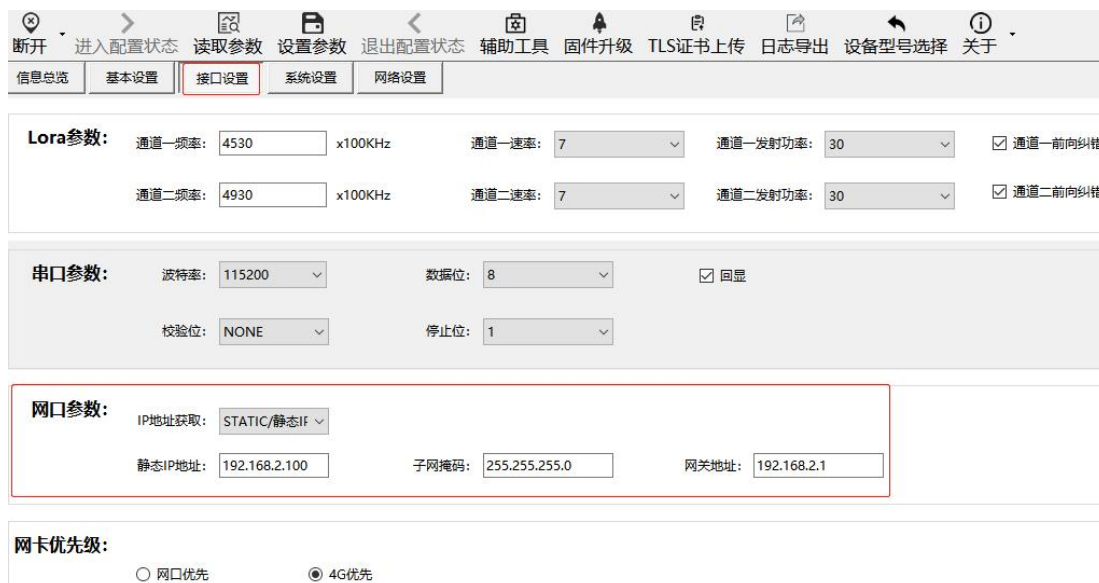 断开 进入配置状态 读取参数 设置参数 退出配置状态 辅助工具 固件升级 TLS证书上传 日志导出 设备型号选择 关于
信息总览 基本设置 接口设置 系统设置 网络设置
Lora参数: 通道一频率: 4530 x100KHz 通道一速率: 7 通道一发射功率: 30 通道一前向纠错
通道二频率: 4930 x100KHz 通道二速率: 7 通道二发射功率: 30 通道二前向纠错
串口参数: 波特率: 115200 数据位: 8 回显
校验位: NONE 停止位: 1
网口参数: IP地址获取: STATIC/静态IF
静态IP地址: 192.168.2.100 子网掩码: 255.255.255.0 网关地址: 192.168.2.1
网卡优先级:
网口优先 4G优先